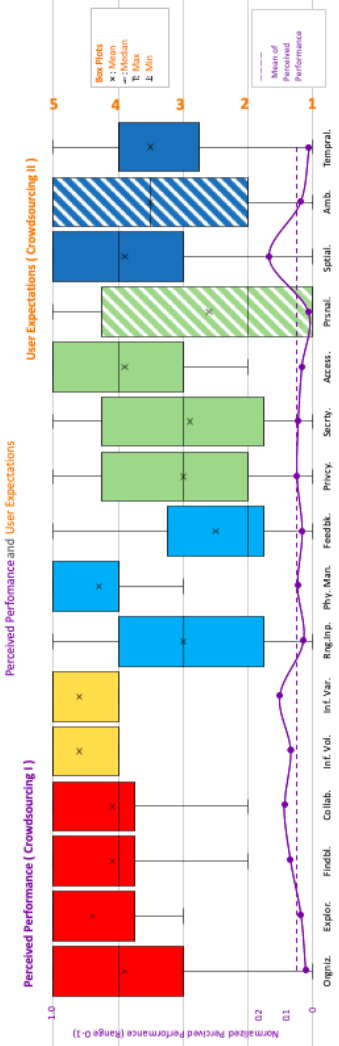 Perceived Perfomance and User Expectations
Perceived Performance ( Crowdsourcing I )
User Expectations ( Crowdsourcing II )
Box Plots
× : Mean
– : Median
⊤: Max
⊥: Min
Mean of
Perceived
Performance
Normalized Percived Performance (Range 0-1)
1.0
0.2
0.1
0
5
4
3
2
1
Orgniz.
Explor.
Findbl.
Collab.
Inf. Vol.
Inf. Var.
Rng.Inp.
Phy. Man.
Feedbk.
Privcy.
Secrty.
Access.
Prsnal.
Sptial.
Amb.
Tempral.